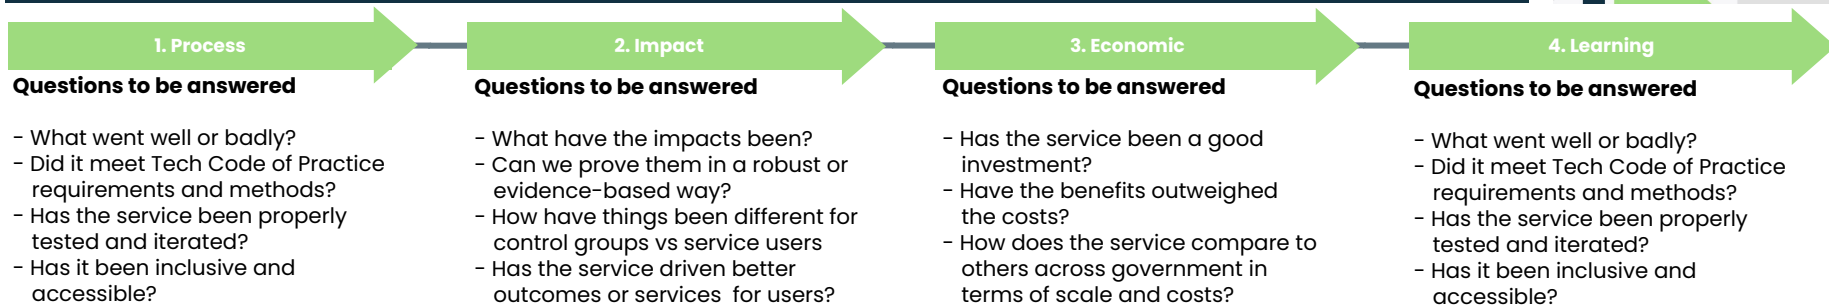 1. Process
Questions to be answered
- What went well or badly?
- Did it meet Tech Code of Practice
requirements and methods?
- Has the service been properly
tested and iterated?
- Has it been inclusive and
accessible?
2. Impact
Questions to be answered
- What have the impacts been?
- Can we prove them in a robust or
evidence-based way?
- How have things been different for
control groups vs service users
- Has the service driven better
outcomes or services  for users?
3. Economic
Questions to be answered
- Has the service been a good
investment?
- Have the benefits outweighed
the costs?
- How does the service compare to
others across government in
terms of scale and costs?
4. Learning
Questions to be answered
- What went well or badly?
- Did it meet Tech Code of Practice
requirements and methods?
- Has the service been properly
tested and iterated?
- Has it been inclusive and
accessible?